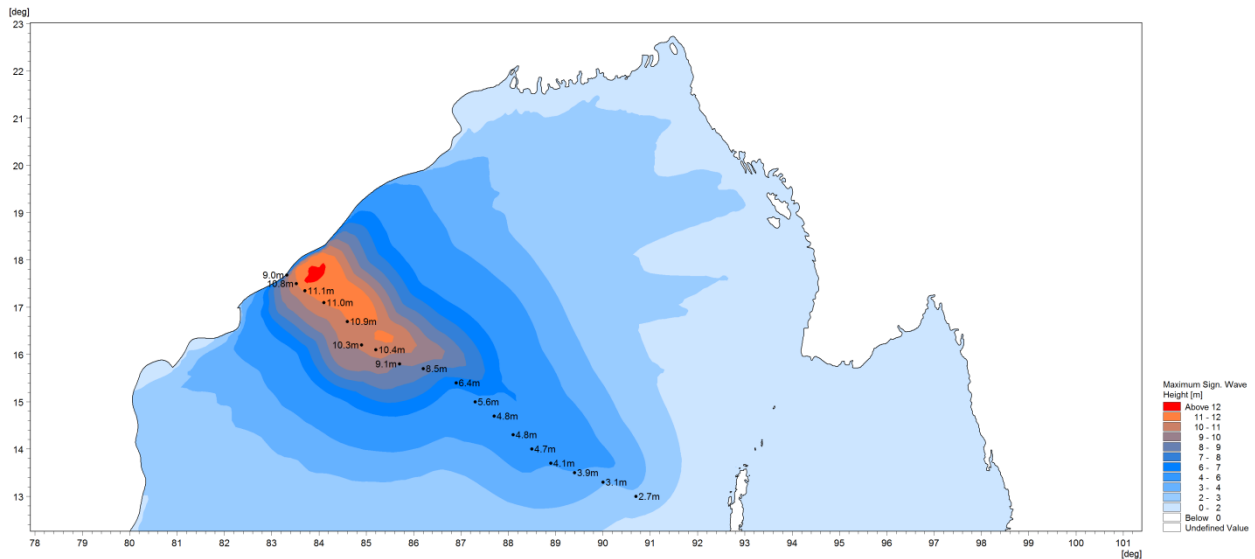 [deg]
23
22
21
20
19
18
17
16
15
14
13
9.0m
10.8m
11.1m
11.0m
10.9m
10.3m
10.4m
9.1m
8.5m
6.4m
5.6m
4.8m
4.8m
4.7m
4.1m
3.9m
3.1m
2.7m
78 79 80 81 82 83 84 85 86 87 88 89 90 91 92 93 94 95 96 97 98 99 100 101
[deg]
Maximum Sign. Wave
Height [m]
Above 12
11 - 12
10 - 11
9 - 10
8 - 9
7 - 8
6 - 7
4 - 6
3 - 4
2 - 3
0 - 2
Below 0
Undefined Value